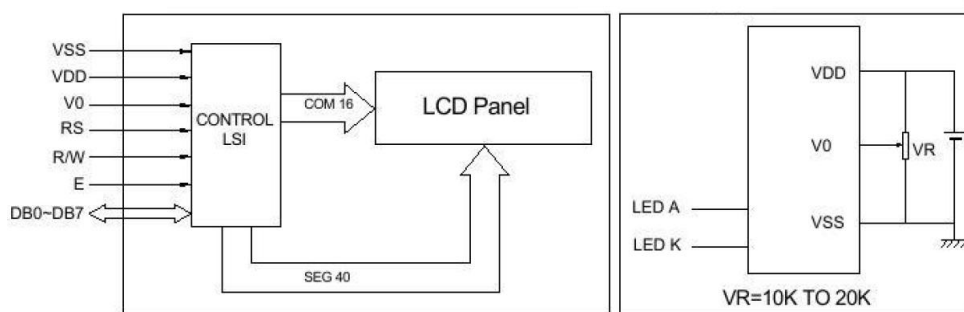 VSS
VDD
V0
RS
R/W
E
DB0~DB7
CONTROL
LSI
COM 16
LCD Panel
SEG 40
VDD
V0
VR
VSS
LED A
LED K
VR=10K TO 20K